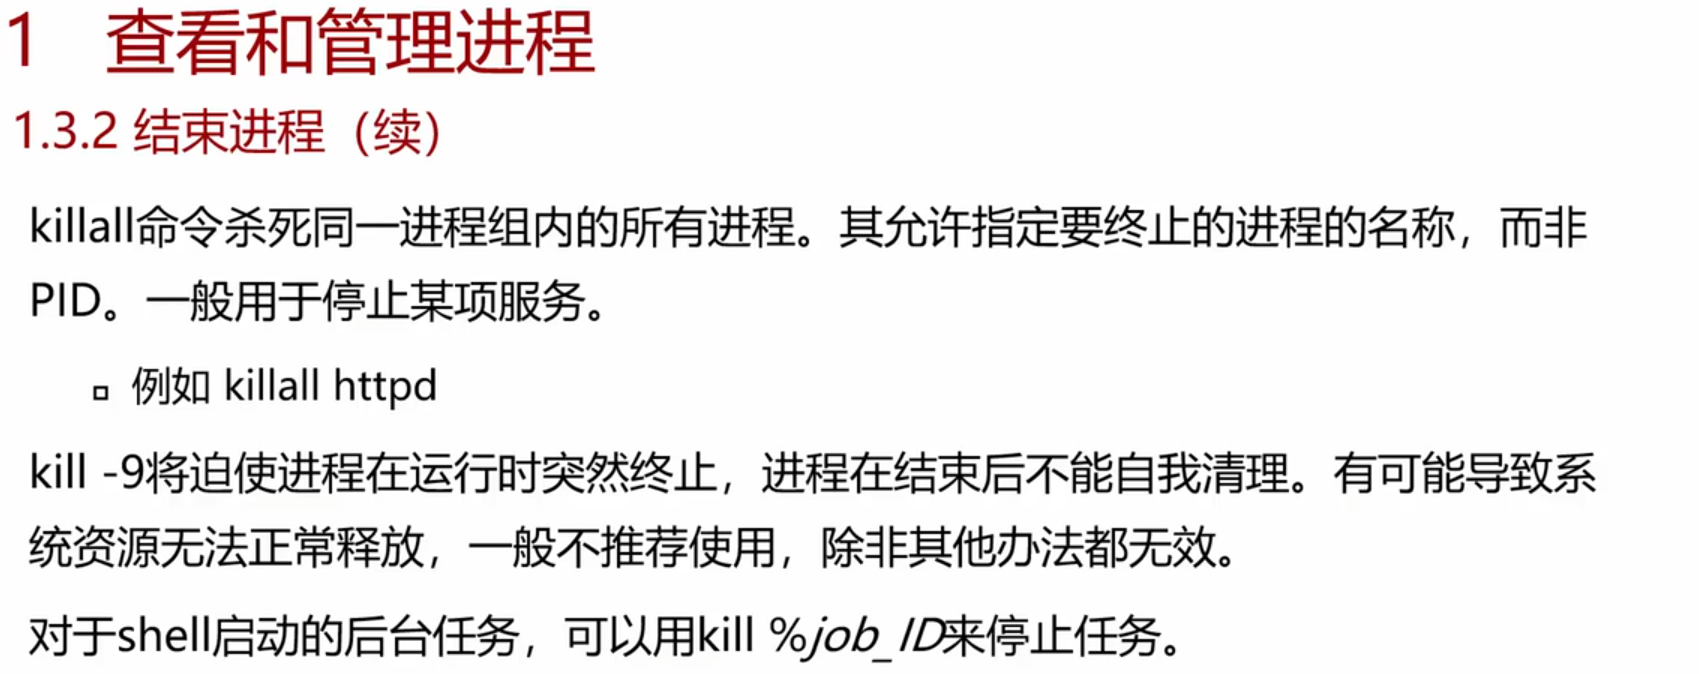 1 查看和管理进程
1.3.2 结束进程（续）
killall命令杀死同一进程组内的所有进程。其允许指定要终止的进程的名称，而非
PID。一般用于停止某项服务。
例如 killall httpd
kill -9将迫使进程在运行时突然终止，进程在结束后不能自我清理。有可能导致系
统资源无法正常释放，一般不推荐使用，除非其他办法都无效。
对于shell启动的后台任务，可以用kill %job_ID来停止任务。